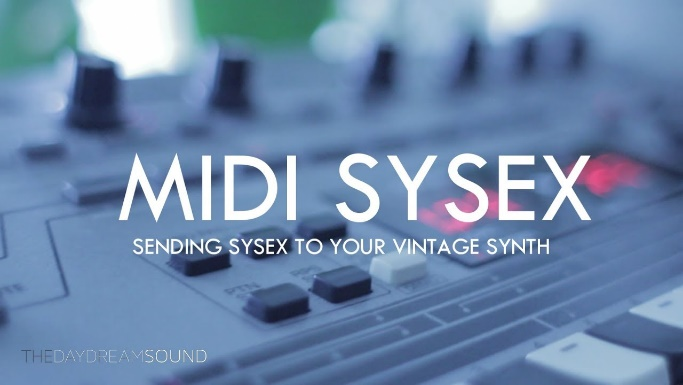 MIDI SYSEX
SENDING SYSEX TO YOUR VINTAGE SYNTH
THEDAYDREAMSOUND